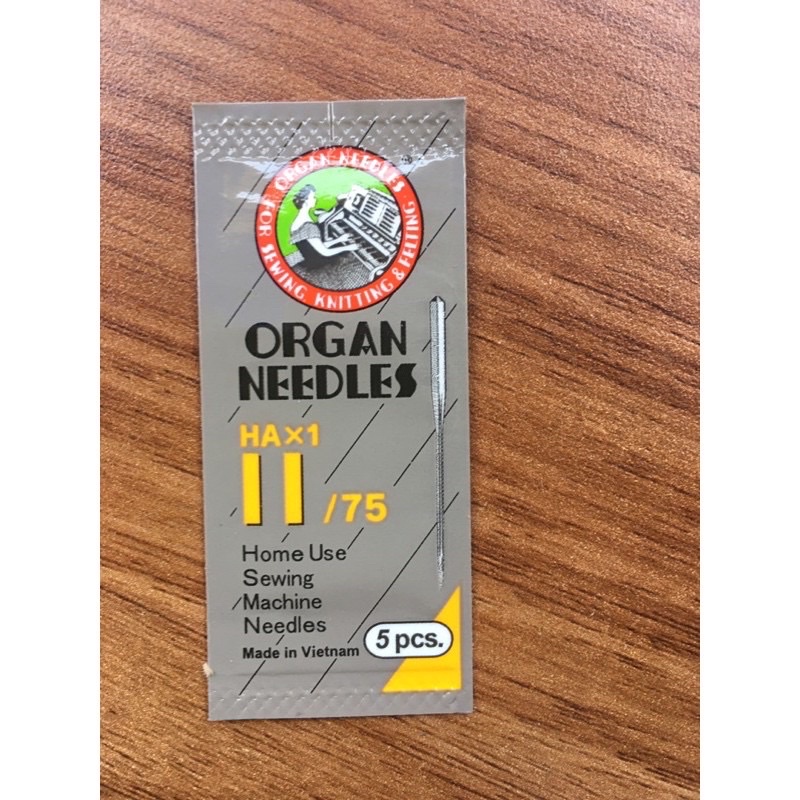 ORGAN NEEDLES
FOR SEWING, KNITTING & FELTING
ORGAN
NEEDLES
HA×1
11/75
Home Use
Sewing
Machine
Needles
Made in Vietnam
5 pcs.